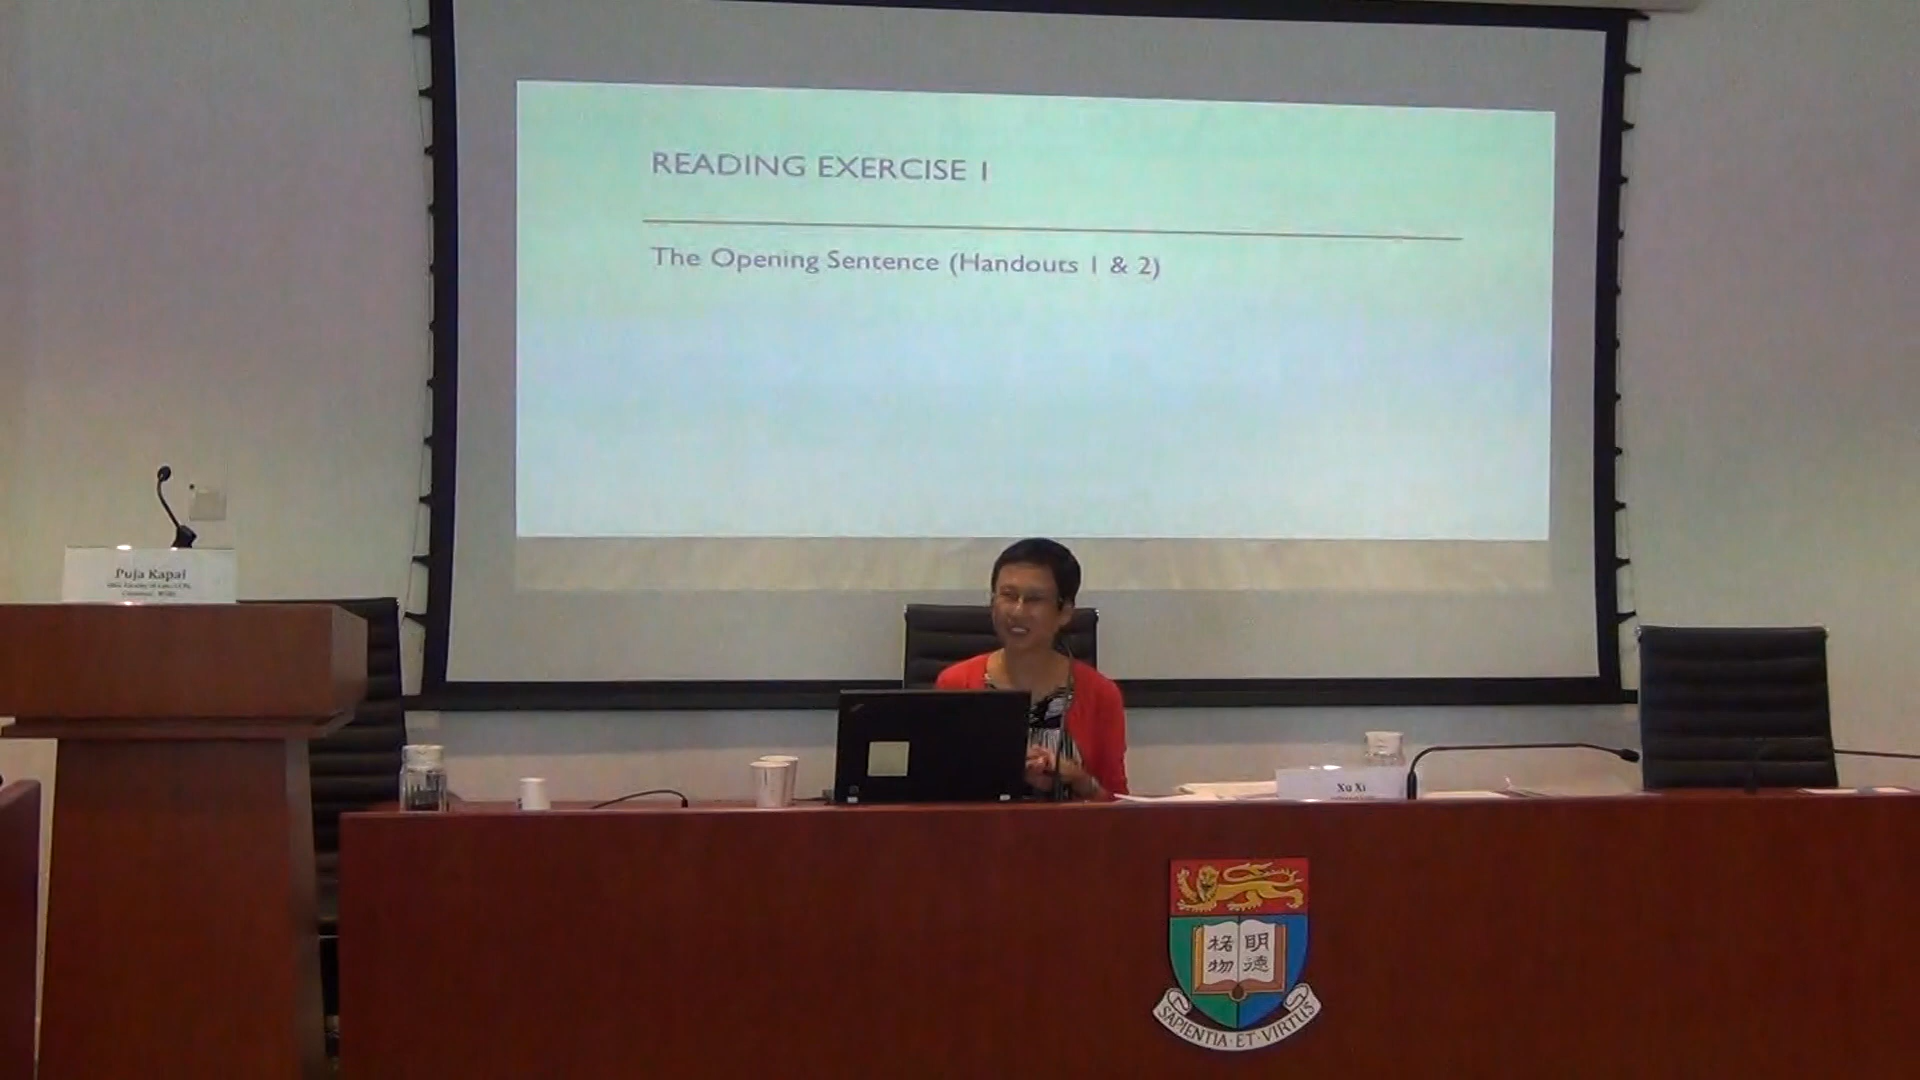 READING EXERCISE 1
The Opening Sentence (Handouts 1 & 2)
Puja Kapai
Xu Xi
格 明
物 德
SAPIENTIA·ET·VIRTUS